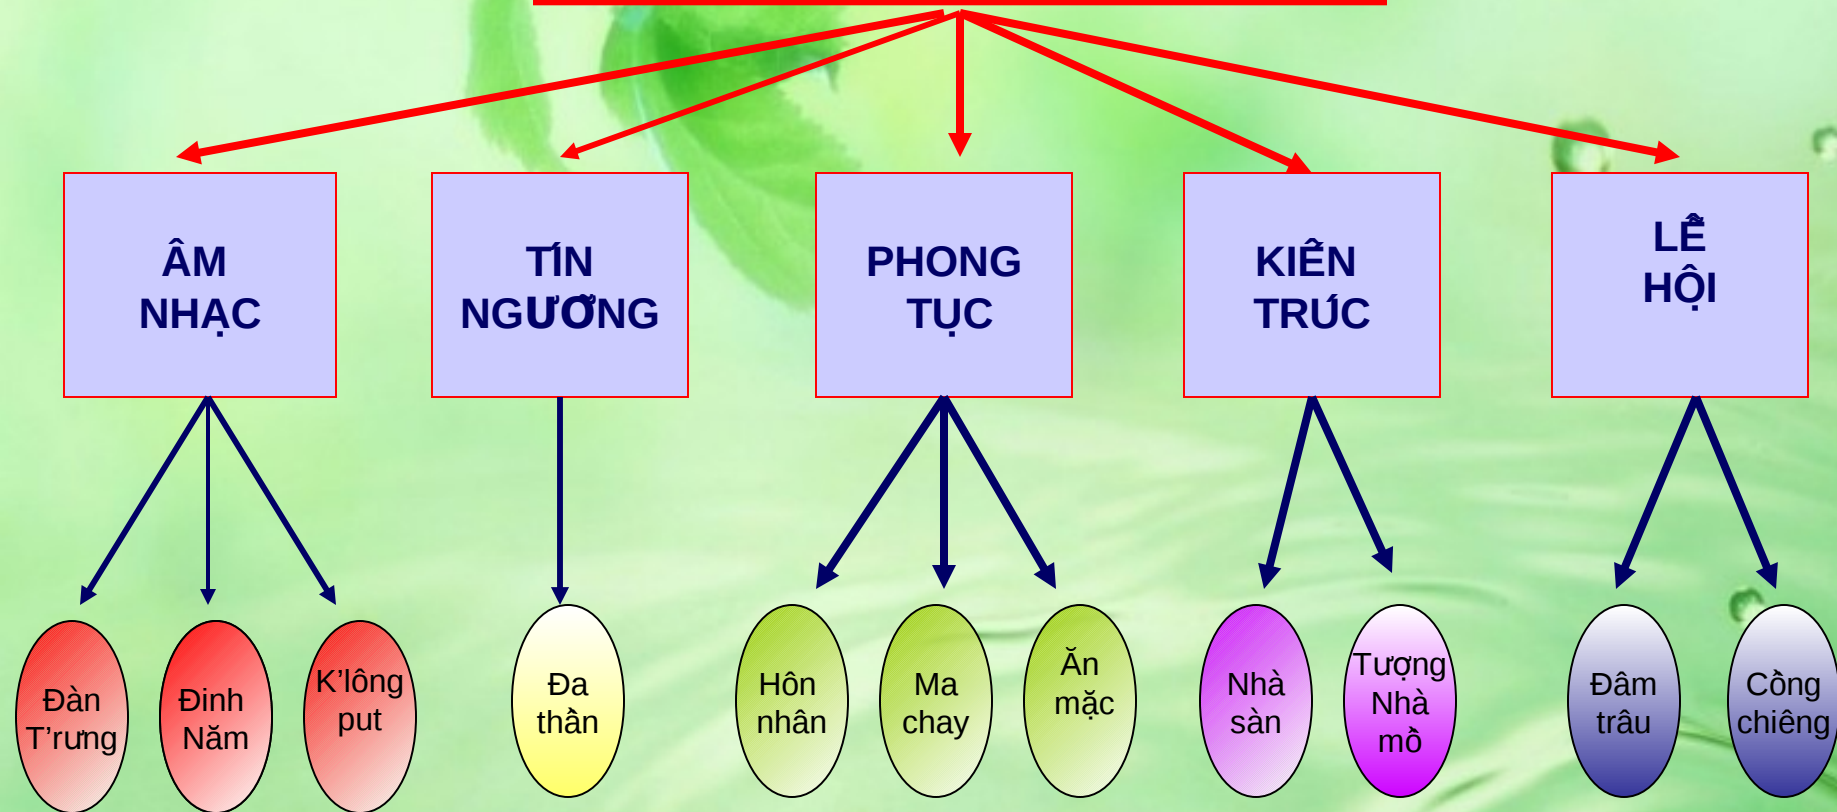 ÂM
NHẠC
TÍN
NGƯỠNG
PHONG
TỤC
KIẾN
TRÚC
LỄ
HỘI
Đàn
T’rưng
Đinh
Năm
K’lông
put
Đa
thần
Hôn
nhân
Ma
chay
Ăn
mặc
Nhà
sàn
Tượng
Nhà
mồ
Đâm
trâu
Cồng
chiêng